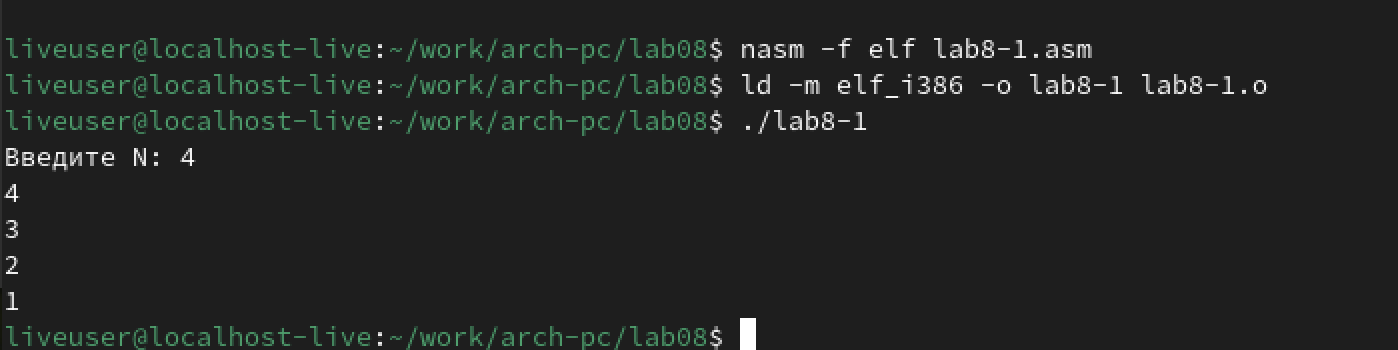 liveuser@localhost-live:~/work/arch-pc/lab08$ nasm -f elf lab8-1.asm
liveuser@localhost-live:~/work/arch-pc/lab08$ ld -m elf_i386 -o lab8-1 lab8-1.o
liveuser@localhost-live:~/work/arch-pc/lab08$ ./lab8-1
Введите N: 4
4
3
2
1
liveuser@localhost-live:~/work/arch-pc/lab08$